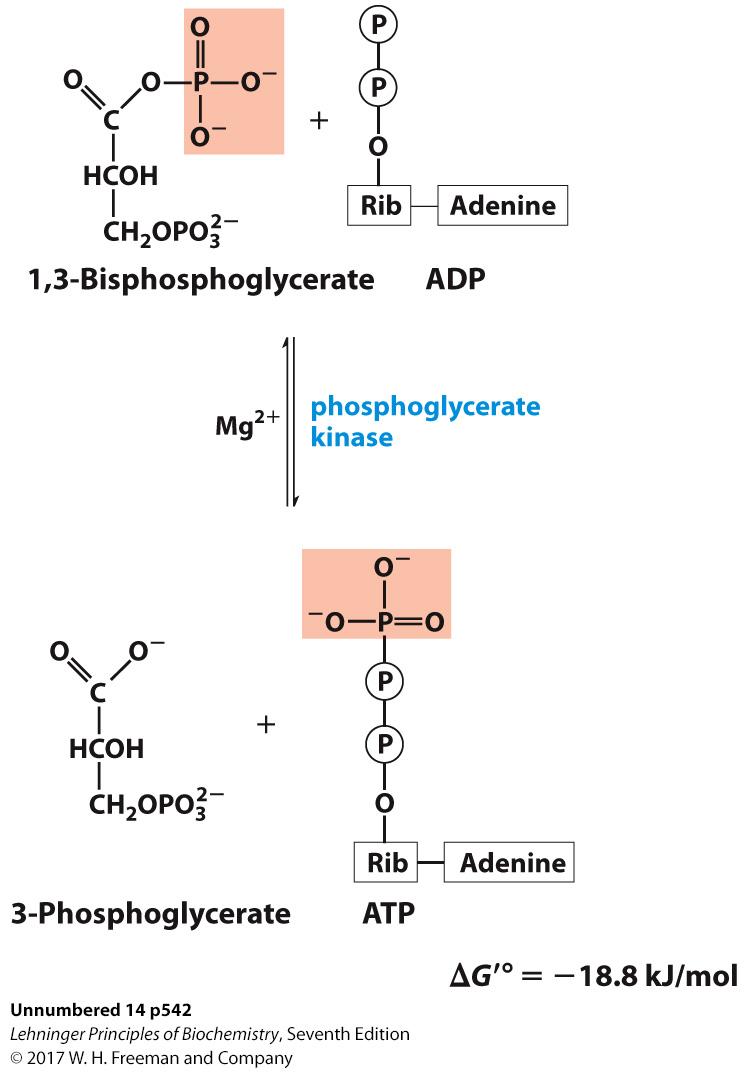 O
O
O—P—O⁻
C
O⁻
HCOH
CH₂OPO₃²⁻
+
P
P
O
Rib
Adenine
1,3-Bisphosphoglycerate
ADP
Mg²⁺
phosphoglycerate
kinase
O
O⁻
C
HCOH
CH₂OPO₃²⁻
+
O⁻
⁻O—P=O
P
P
O
Rib
Adenine
3-Phosphoglycerate
ATP
ΔG′° = −18.8 kJ/mol
Unnumbered 14 p542
Lehninger Principles of Biochemistry, Seventh Edition
© 2017 W. H. Freeman and Company